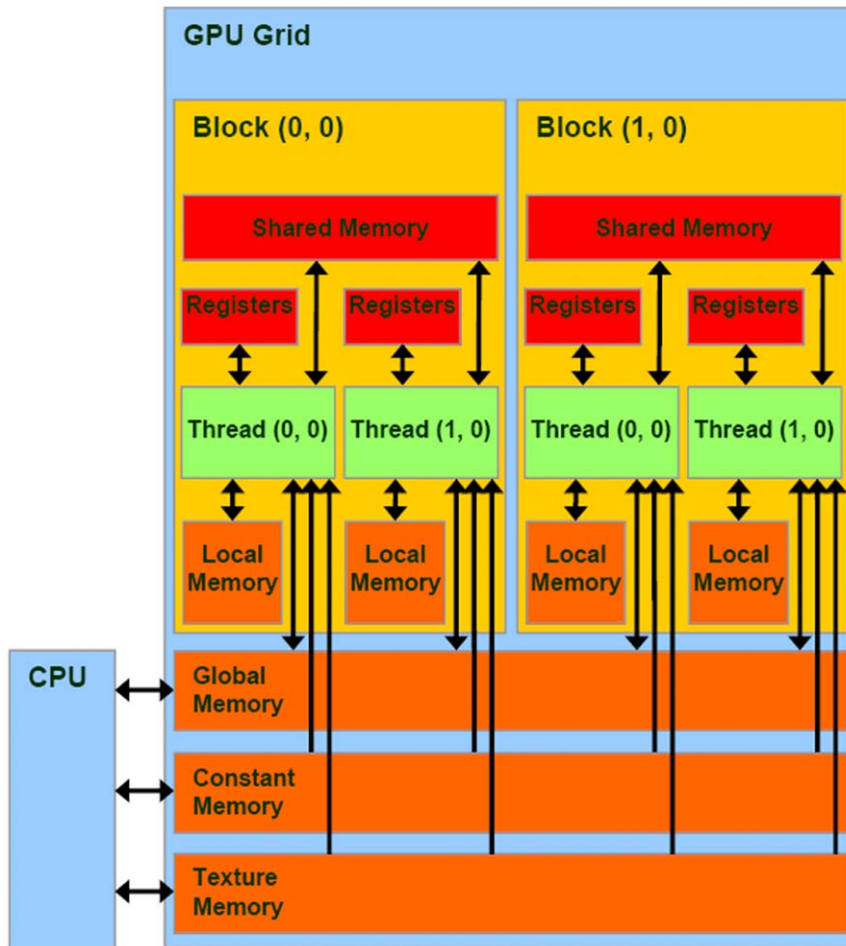 GPU Grid
Block (0, 0)
Shared Memory
Registers
Registers
Thread (0, 0)
Thread (1, 0)
Local
Memory
Local
Memory
Block (1, 0)
Shared Memory
Registers
Registers
Thread (0, 0)
Thread (1, 0)
Local
Memory
Local
Memory
CPU
Global
Memory
Constant
Memory
Texture
Memory